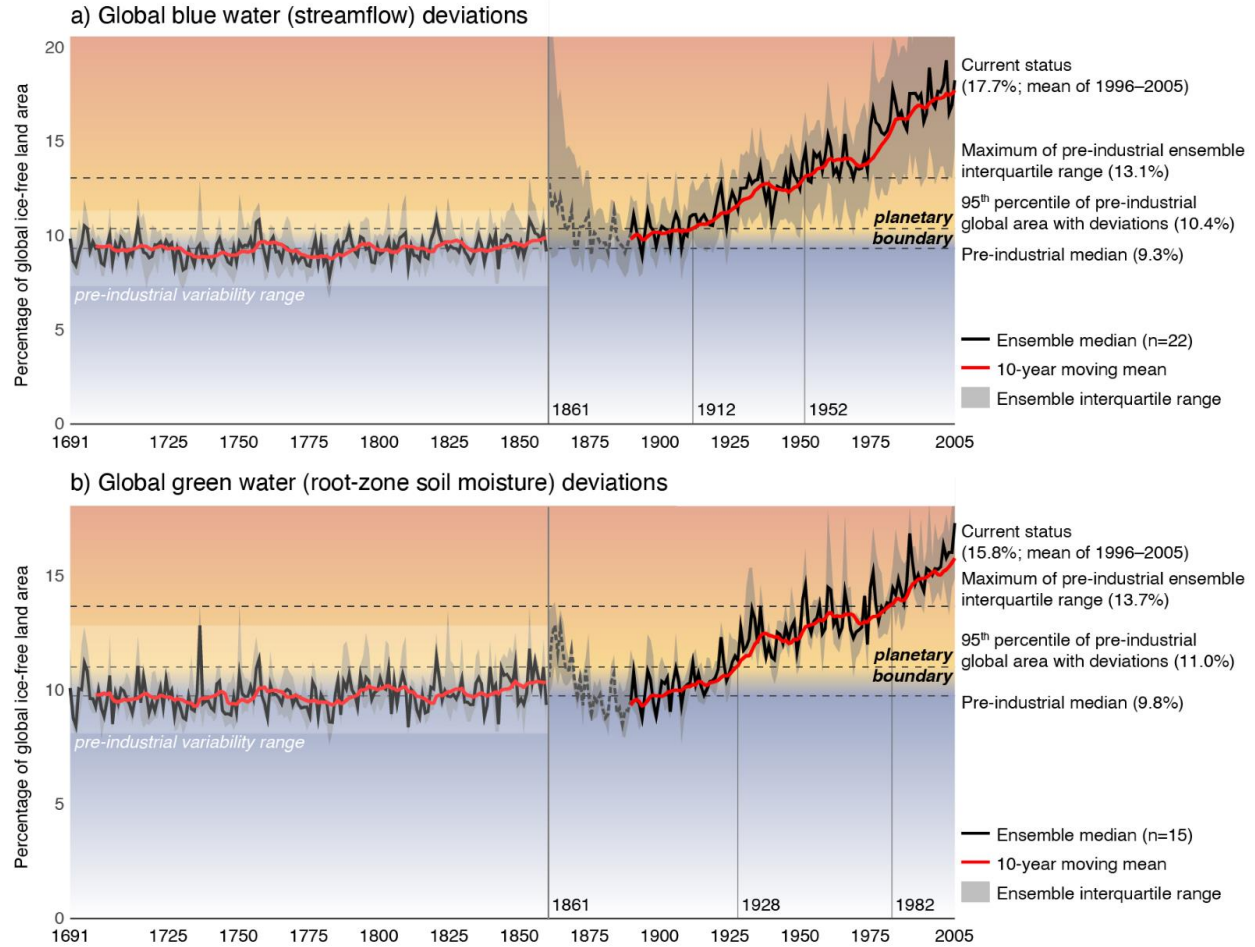 a) Global blue water (streamflow) deviations
Percentage of global ice-free land area
20
15
10
5
0
Current status
(17.7%; mean of 1996–2005)
Maximum of pre-industrial ensemble
interquartile range (13.1%)
95th percentile of pre-industrial
global area with deviations (10.4%)
Pre-industrial median (9.3%)
planetary
boundary
pre-industrial variability range
Ensemble median (n=22)
10-year moving mean
Ensemble interquartile range
1861
1912
1952
1691
1725
1750
1775
1800
1825
1850
1875
1900
1925
1950
1975
2005
b) Global green water (root-zone soil moisture) deviations
Percentage of global ice-free land area
15
10
5
0
Current status
(15.8%; mean of 1996–2005)
Maximum of pre-industrial ensemble
interquartile range (13.7%)
95th percentile of pre-industrial
global area with deviations (11.0%)
Pre-industrial median (9.8%)
planetary
boundary
pre-industrial variability range
Ensemble median (n=15)
10-year moving mean
Ensemble interquartile range
1861
1928
1982
1691
1725
1750
1775
1800
1825
1850
1875
1900
1925
1950
1975
2005